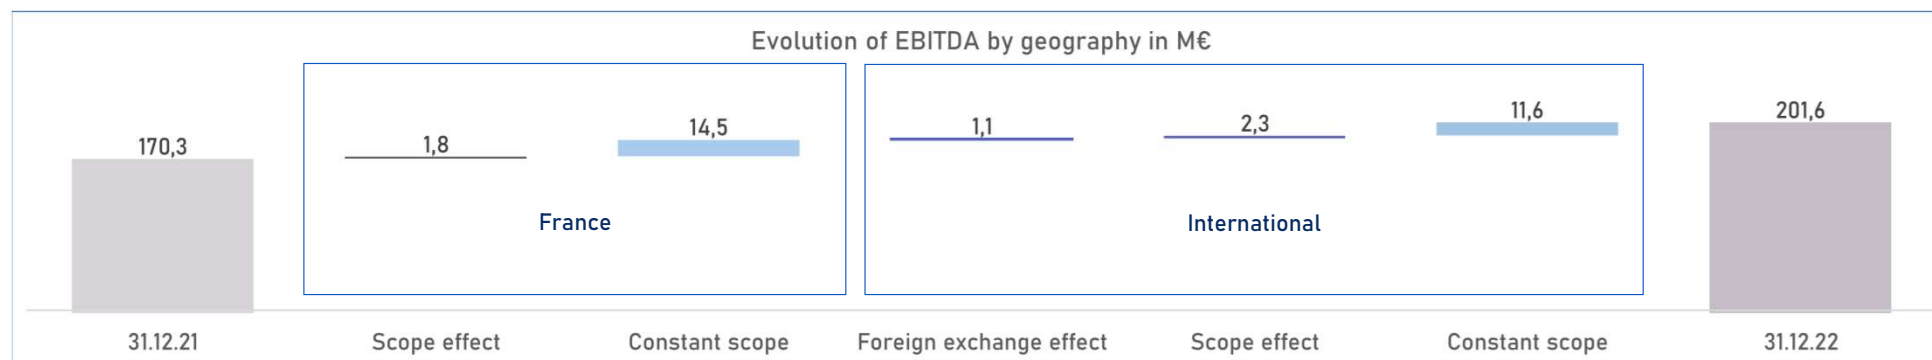 Evolution of EBITDA by geography in M€
170,3
1,8
14,5
1,1
2,3
11,6
201,6
France
International
31.12.21
Scope effect
Constant scope
Foreign exchange effect
Scope effect
Constant scope
31.12.22